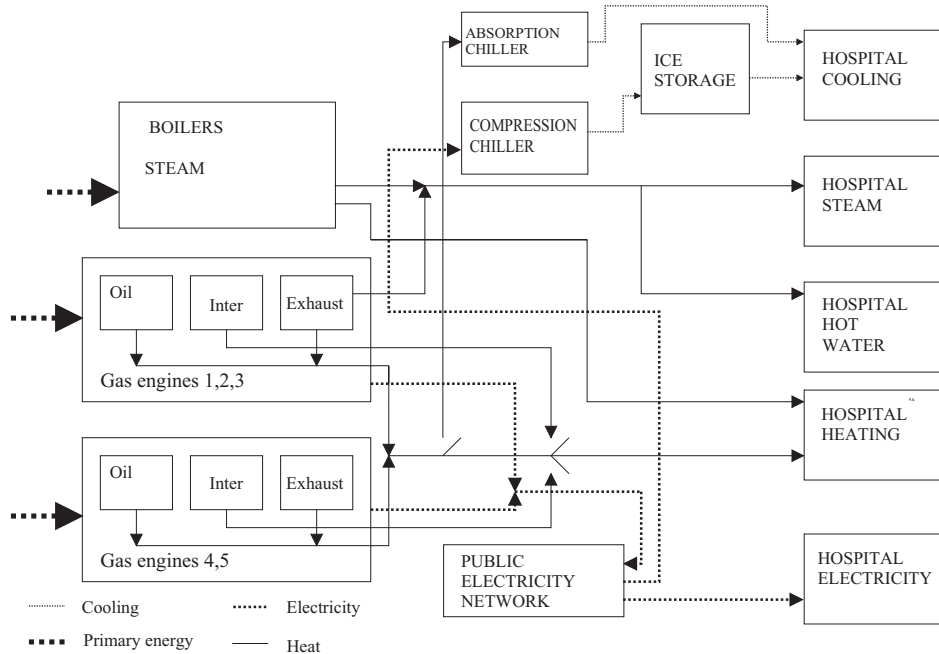 ABSORPTION
CHILLER
ICE
STORAGE
HOSPITAL
COOLING
BOILERS
STEAM
COMPRESSION
CHILLER
HOSPITAL
STEAM
Oil
Inter
Exhaust
Gas engines 1,2,3
HOSPITAL
HOT
WATER
HOSPITAL
HEATING
Oil
Inter
Exhaust
Gas engines 4,5
PUBLIC
ELECTRICITY
NETWORK
HOSPITAL
ELECTRICITY
Cooling
Electricity
Primary energy
Heat